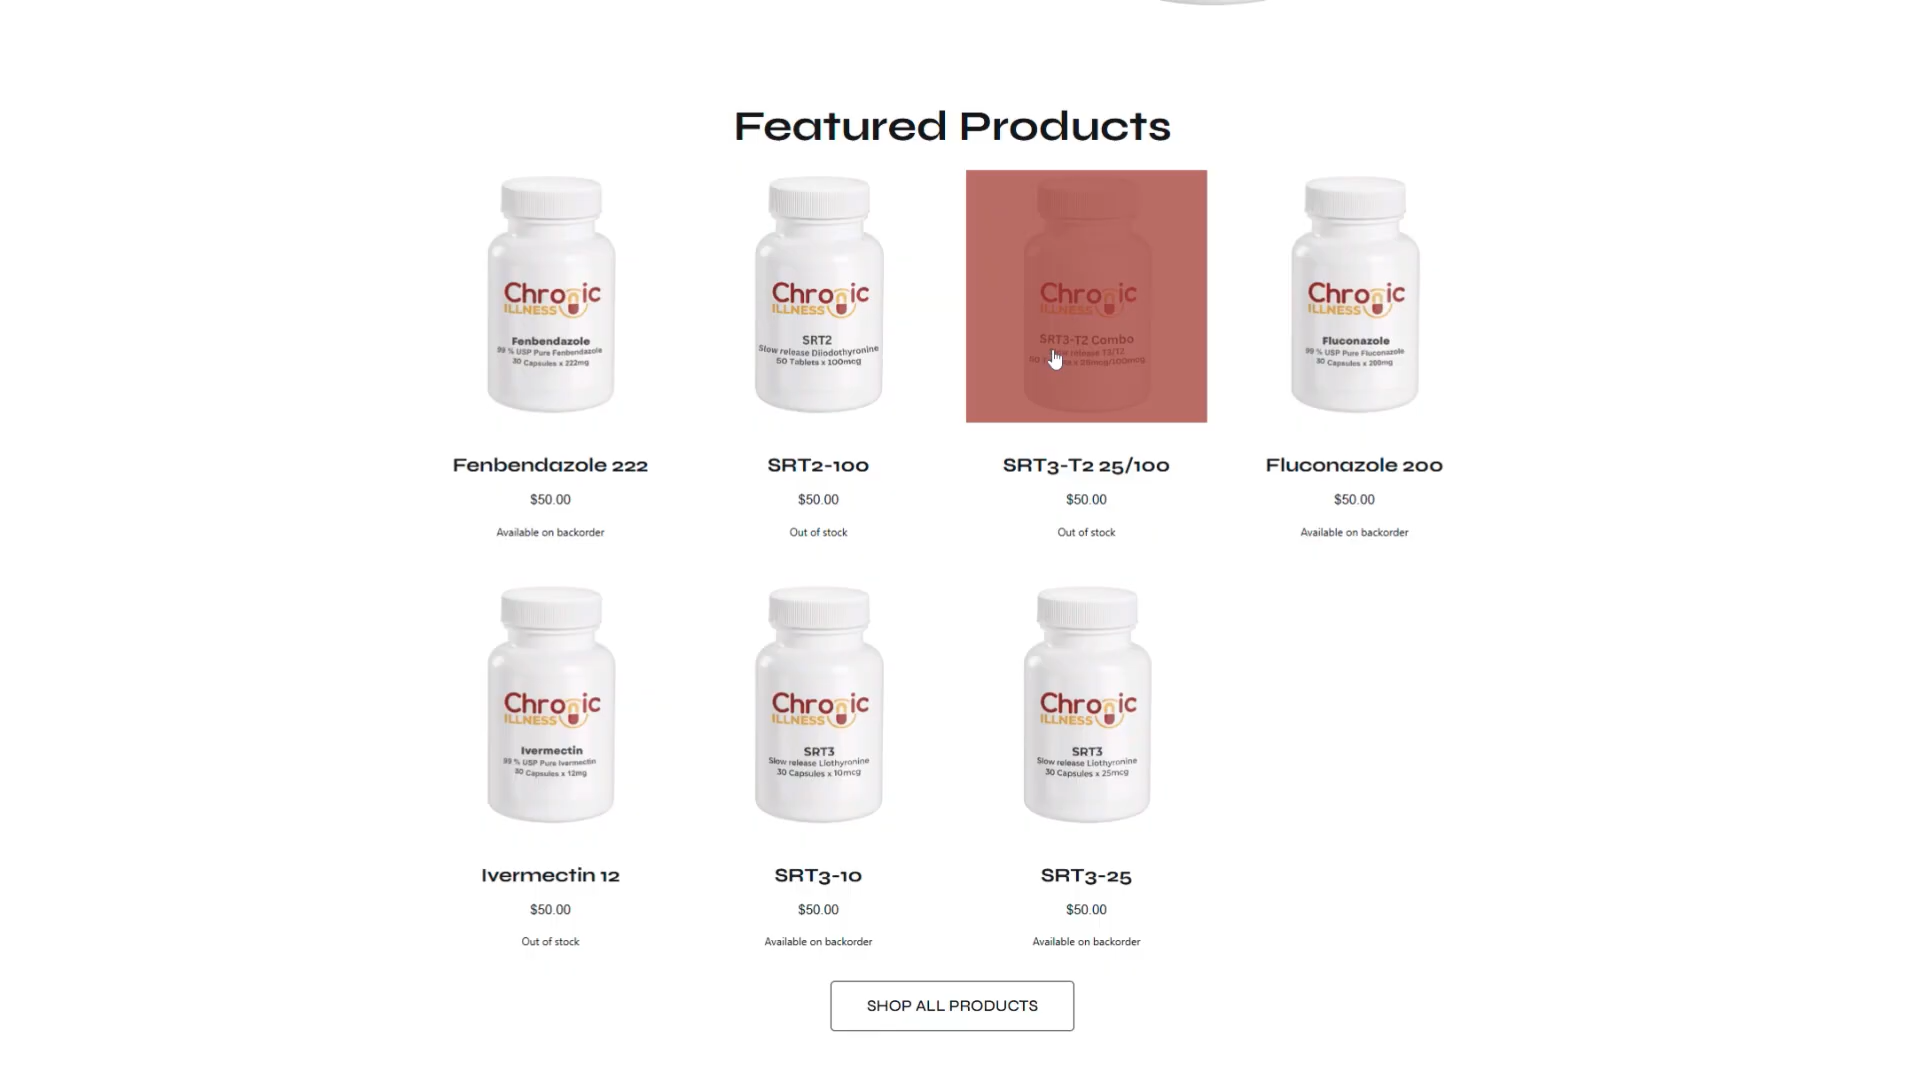 Featured Products
Chronic
ILLNESS
Fenbendazole
99 % USP Pure Fenbendazole
30 Capsules x 222mg
Chronic
ILLNESS
SRT2
Slow release Diiodothyronine
50 Tablets x 100mcg
Chronic
ILLNESS
SRT3-T2 Combo
release T3/T2
x 25mcg/100mcg
Chronic
ILLNESS
Fluconazole
99 % USP Pure Fluconazole
30 Capsules x 200mg
Fenbendazole 222
SRT2-100
SRT3-T2 25/100
Fluconazole 200
$50.00
$50.00
$50.00
$50.00
Available on backorder
Out of stock
Out of stock
Available on backorder
Chronic
ILLNESS
Ivermectin
99 % USP Pure Ivermectin
30 Capsules x 12mg
Chronic
ILLNESS
SRT3
Slow release Liothyronine
30 Capsules x 10mcg
Chronic
ILLNESS
SRT3
Slow release Liothyronine
30 Capsules x 25mcg
Ivermectin 12
SRT3-10
SRT3-25
$50.00
$50.00
$50.00
Out of stock
Available on backorder
Available on backorder
SHOP ALL PRODUCTS